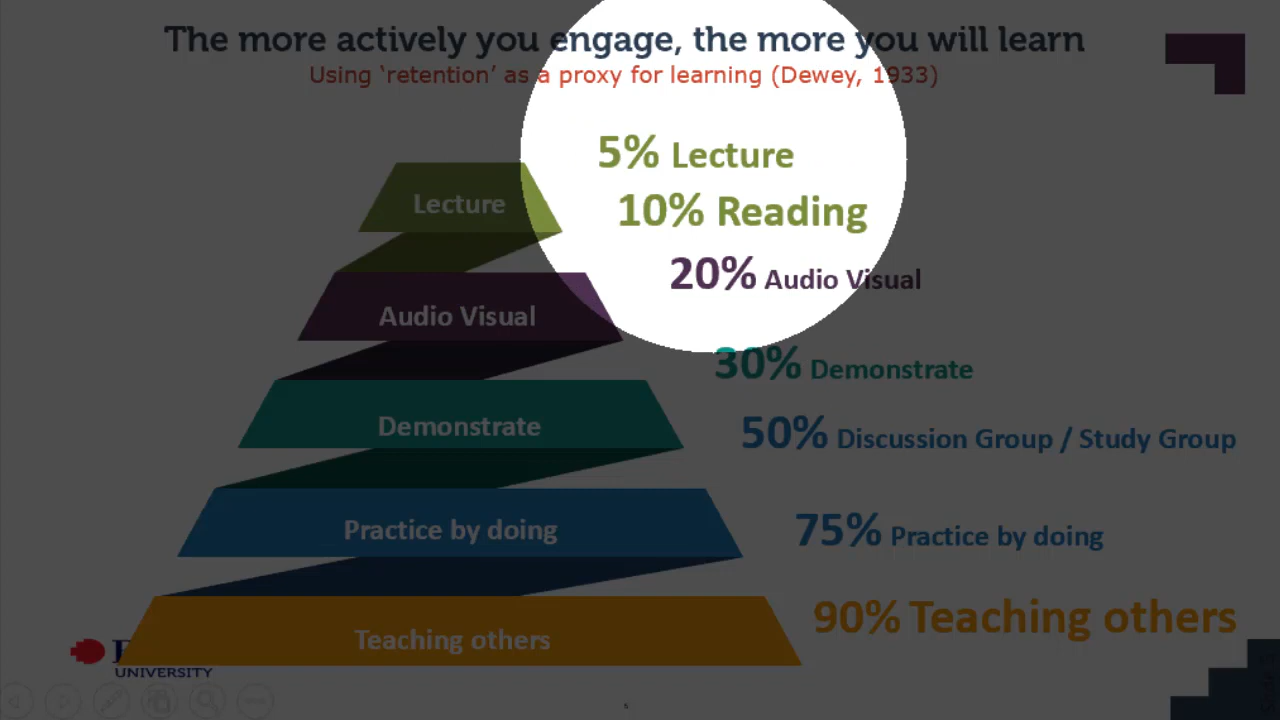 The more actively you engage, the more you will learn
Using ‘retention’ as a proxy for learning (Dewey, 1933)
5% Lecture
Lecture
10% Reading
20% Audio Visual
Audio Visual
30% Demonstrate
Demonstrate
50% Discussion Group / Study Group
Practice by doing
75% Practice by doing
90% Teaching others
Teaching others
UNIVERSITY